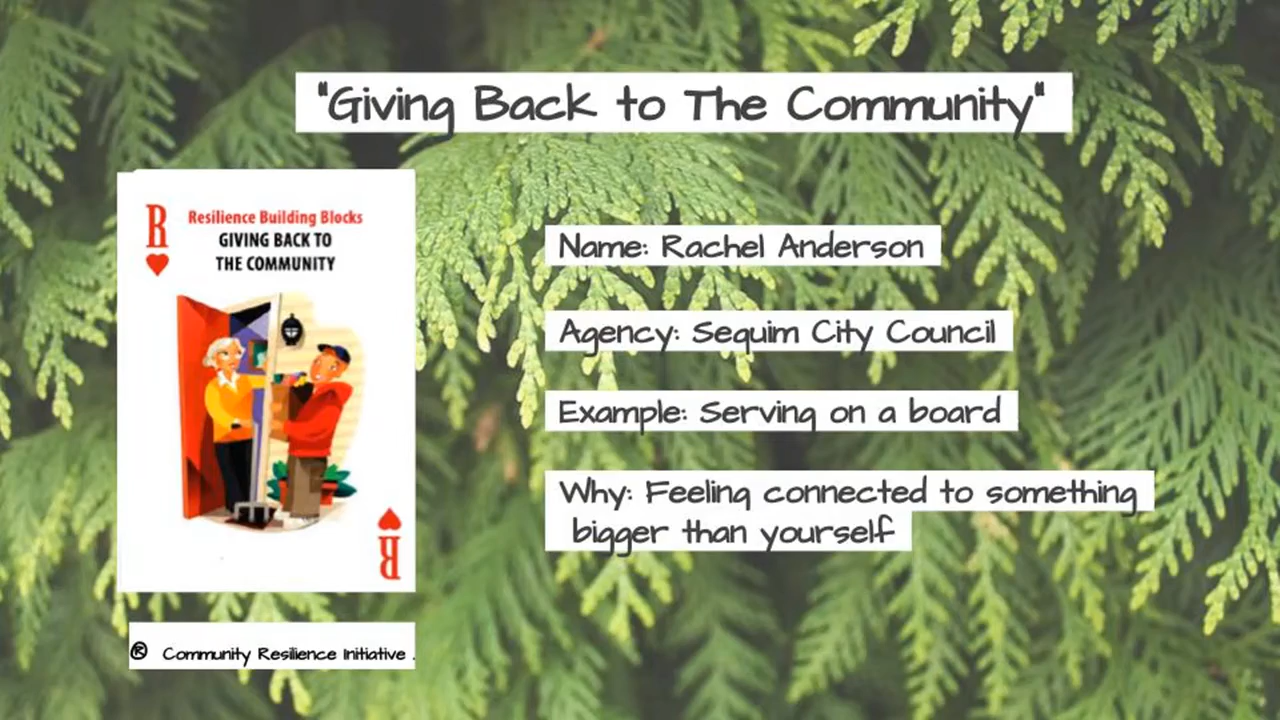 "Giving Back to The Community"
R
Resilience Building Blocks
GIVING BACK TO
THE COMMUNITY
R
® Community Resilience Initiative .
Name: Rachel Anderson
Agency: Sequim City Council
Example: Serving on a board
Why: Feeling connected to something
bigger than yourself